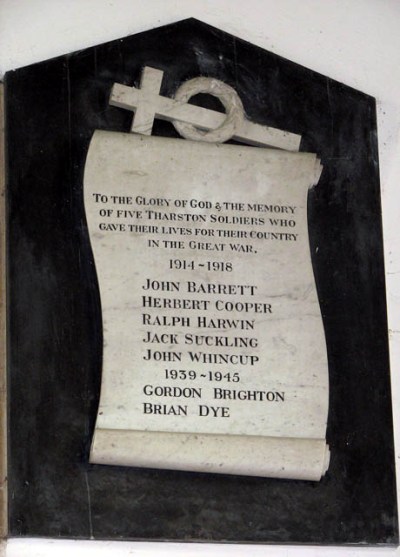 To the Glory of God & the memory
of five Tharston Soldiers who
gave their lives for their Country
in the Great War.
1914~1918
John Barrett
Herbert Cooper
Ralph Harwin
Jack Suckling
John Whincup
1939~1945
Gordon Brighton
Brian Dye